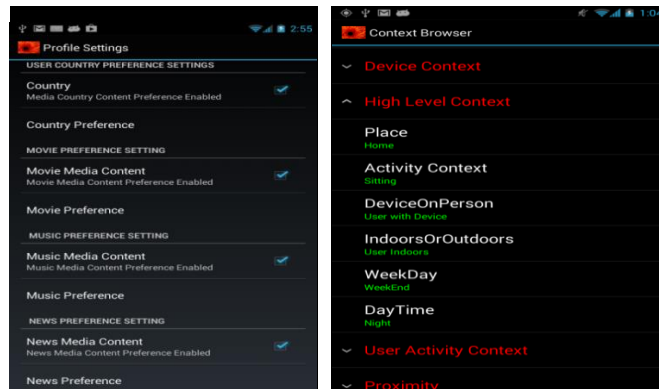 2:55
Profile Settings
USER COUNTRY PREFERENCE SETTINGS
Country
Media Country Content Preference Enabled
Country Preference
MOVIE PREFERENCE SETTING
Movie Media Content
Movie Media Content Preference Enabled
Movie Preference
MUSIC PREFERENCE SETTING
Music Media Content
Music Media Content Preference Enabled
Music Preference
NEWS PREFERENCE SETTING
News Media Content
News Media Content Preference Enabled
News Preference
1:04
Context Browser
Device Context
High Level Context
Place
Home
Activity Context
Sitting
DeviceOnPerson
User with Device
IndoorsOrOutdoors
User Indoors
WeekDay
WeekEnd
DayTime
Night
User Activity Context
Proximity